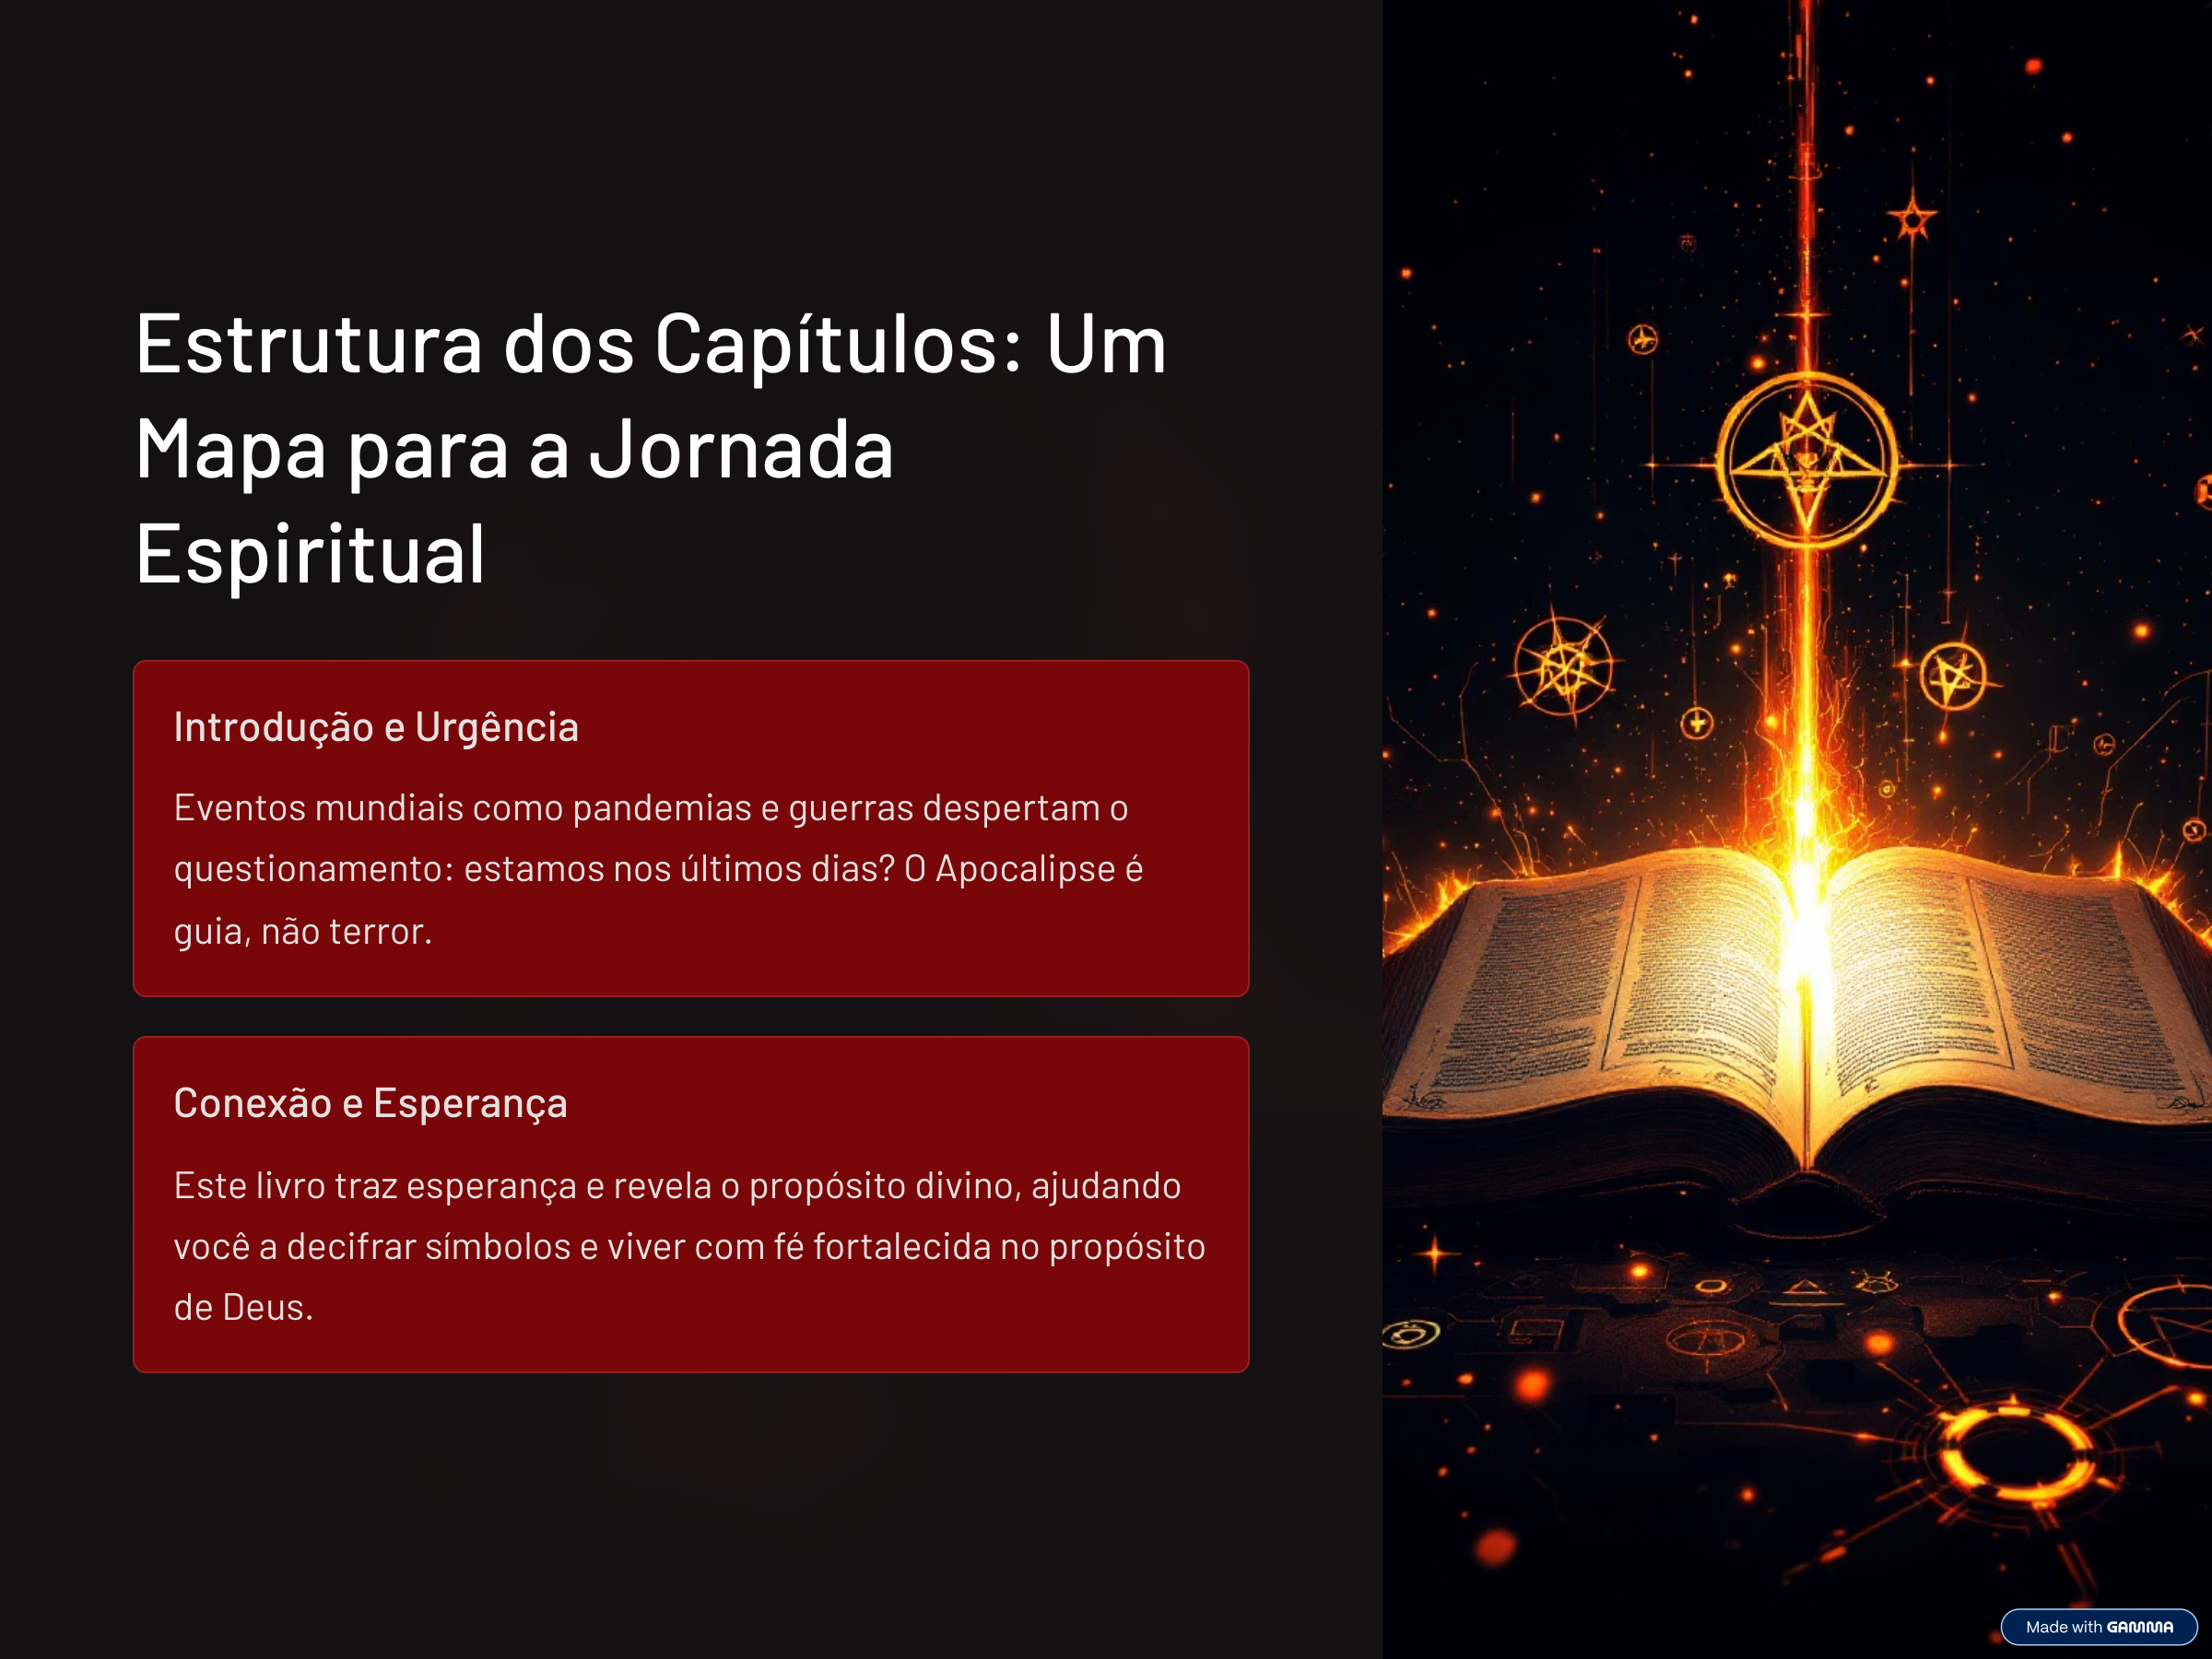 Estrutura dos Capítulos: Um
Mapa para a Jornada
Espiritual
Introdução e Urgência
Eventos mundiais como pandemias e guerras despertam o
questionamento: estamos nos últimos dias? O Apocalipse é
guia, não terror.
Conexão e Esperança
Este livro traz esperança e revela o propósito divino, ajudando
você a decifrar símbolos e viver com fé fortalecida no propósito
de Deus.
Made with GAMMA